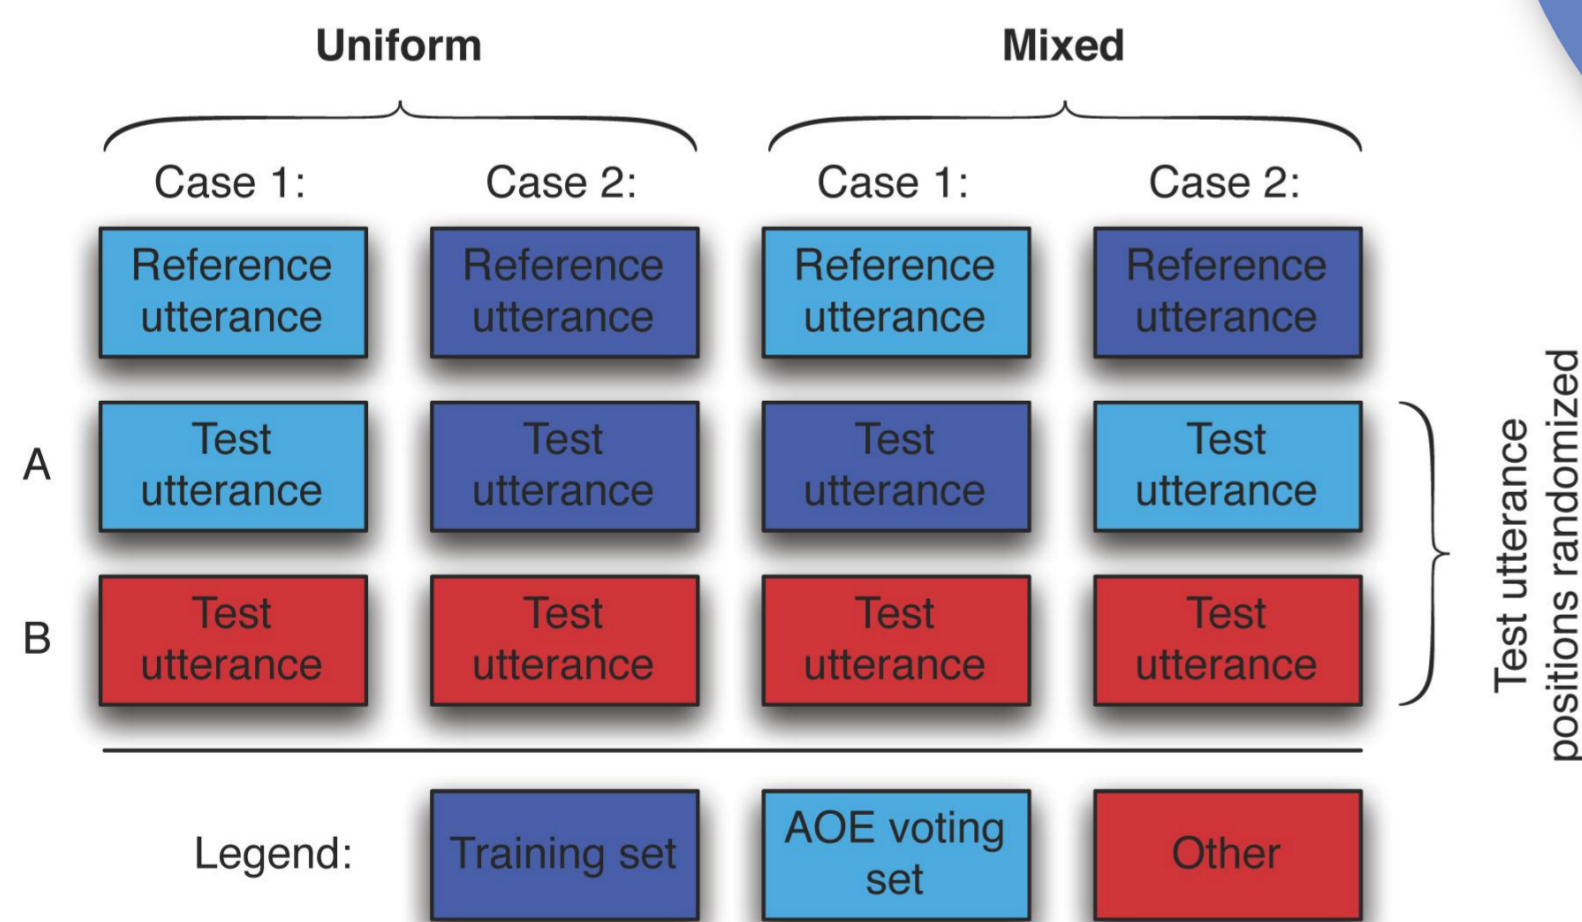 Uniform Mixed
Case 1: Case 2: Case 1: Case 2:
Reference Reference Reference Reference
utterance utterance utterance utterance
A Test Test Test Test
utterance utterance utterance utterance
B Test Test Test Test
utterance utterance utterance utterance
Test utterance
positions randomized
Legend: Training set AOE voting
set Other